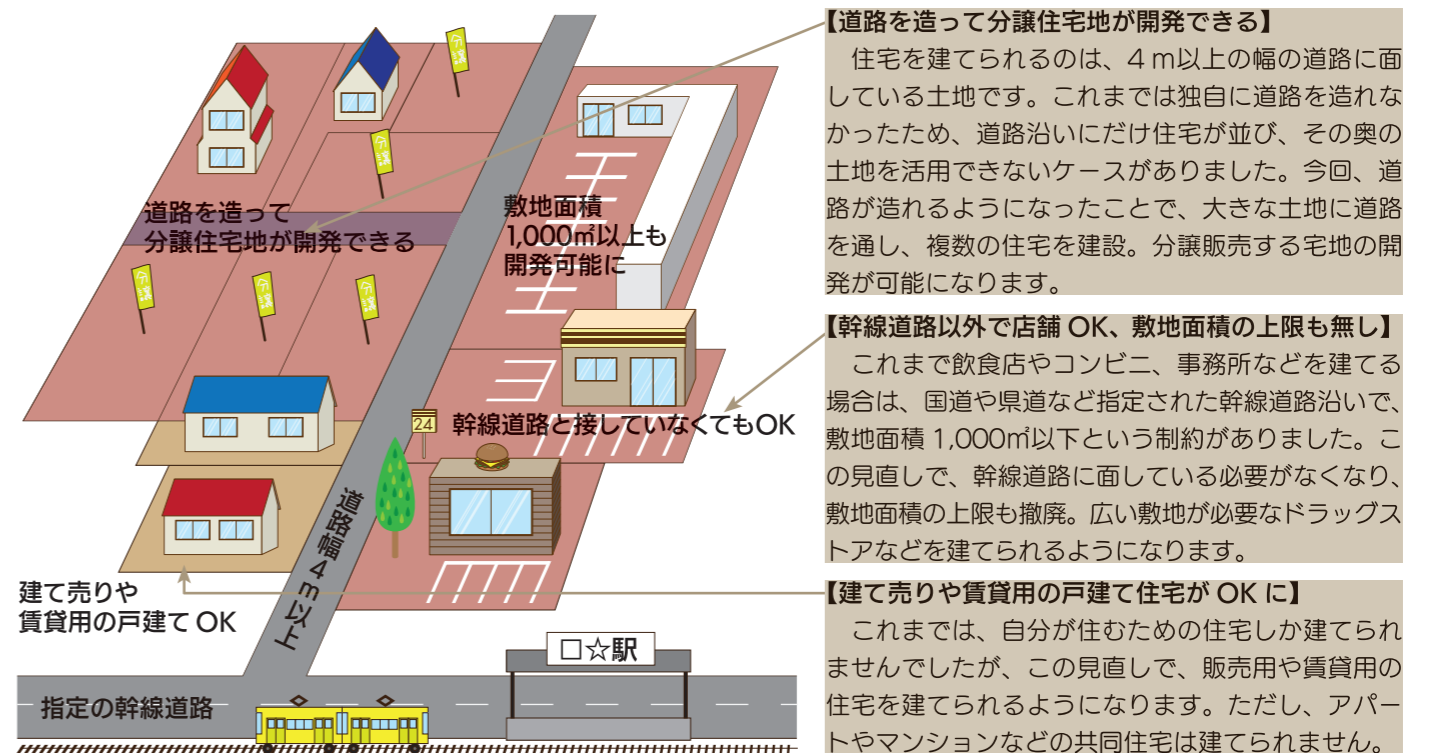 【道路を造って分譲住宅地が開発できる】
　住宅を建てられるのは、4 m以上の幅の道路に面
している土地です。これまでは独自に道路を造れな
かったため、道路沿いにだけ住宅が並び、その奥の
土地を活用できないケースがありました。今回、道
路が造れるようになったことで、大きな土地に道路
を通し、複数の住宅を建設。分譲販売する宅地の開
発が可能になります。
【幹線道路以外で店舗 OK、敷地面積の上限も無し】
　これまで飲食店やコンビニ、事務所などを建てる
場合は、国道や県道など指定された幹線道路沿いで、
敷地面積 1,000㎡以下という制約がありました。こ
の見直しで、幹線道路に面している必要がなくなり、
敷地面積の上限も撤廃。広い敷地が必要なドラッグス
トアなどを建てられるようになります。
【建て売りや賃貸用の戸建て住宅が OK に】
　これまでは、自分が住むための住宅しか建てられ
ませんでしたが、この見直しで、販売用や賃貸用の
住宅を建てられるようになります。ただし、アパー
トやマンションなどの共同住宅は建てられません。
分譲
分譲
道路を造って
分譲住宅地が開発できる
敷地面積
1,000㎡以上も
開発可能に
分譲
分譲
分譲
24
幹線道路と接していなくてもOK
道路幅4m以上
建て売りや
賃貸用の戸建て OK
□☆駅
指定の幹線道路